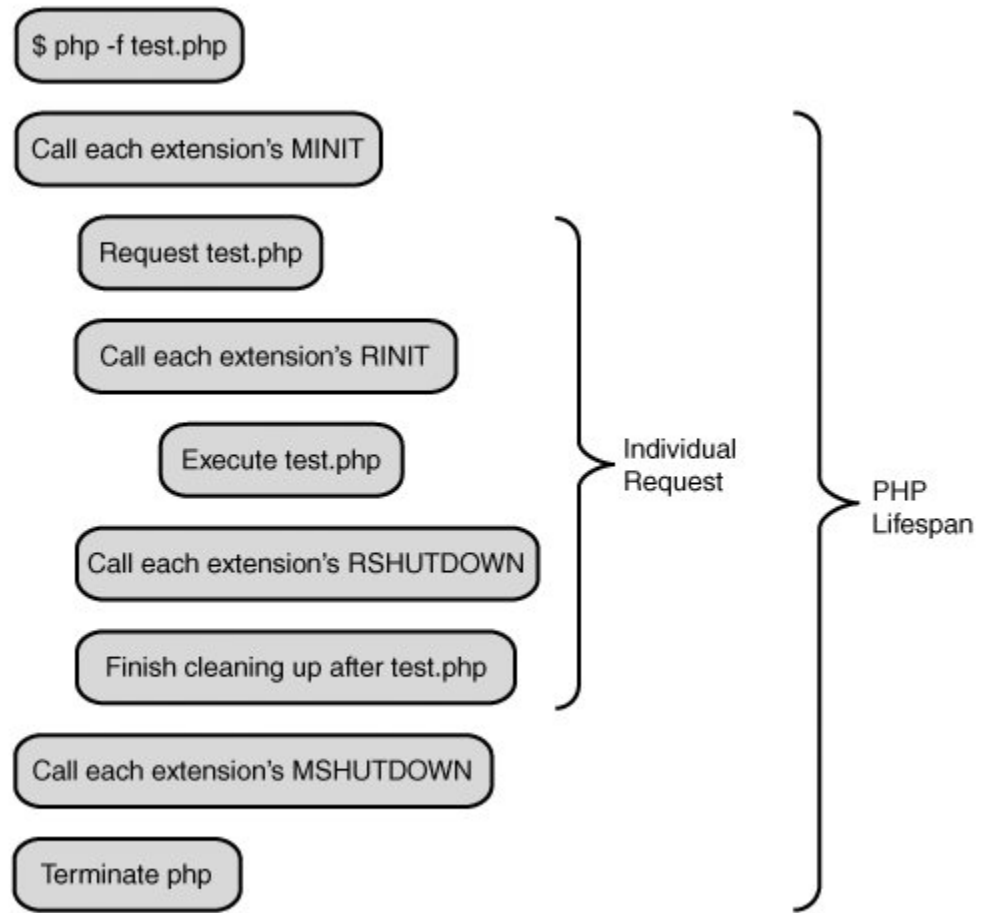 $ php -f test.php
Call each extension’s MINIT
Request test.php
Call each extension’s RINIT
Execute test.php
Individual
Request
PHP
Lifespan
Call each extension’s RSHUTDOWN
Finish cleaning up after test.php
Call each extension’s MSHUTDOWN
Terminate php